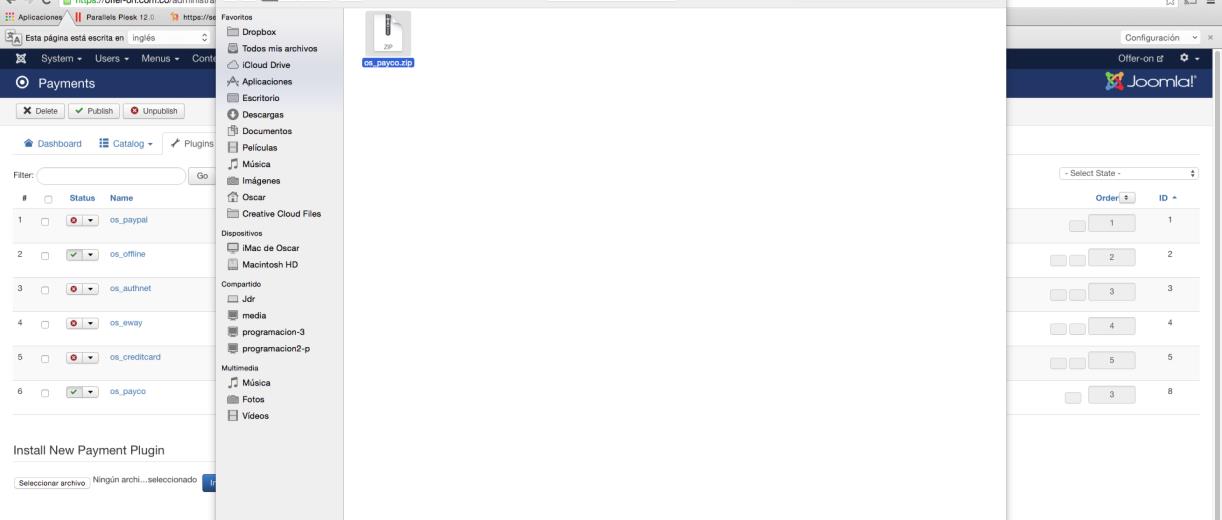 https://offer-on.com.co/administra
Aplicaciones Parallels Plesk 12.0 https://se
Esta página está escrita en inglés
Configuración
System Users Menus Conte
Offer-on
Payments
Joomla!
Delete Publish Unpublish
Dashboard Catalog Plugins
Filter: Go
- Select State -
# Status Name Order ID
1 os_paypal 1 1
2 os_offline 2 2
3 os_authnet 3 3
4 os_eway 4 4
5 os_creditcard 5 5
6 os_payco 3 8
Install New Payment Plugin
Seleccionar archivo Ningún archi...seleccionado In
Favoritos
Dropbox
Todos mis archivos
iCloud Drive
Aplicaciones
Escritorio
Descargas
Documentos
Películas
Música
Imágenes
Oscar
Creative Cloud Files
Dispositivos
iMac de Oscar
Macintosh HD
Compartido
Jdr
media
programacion-3
programacion2-p
Multimedia
Música
Fotos
Vídeos
ZIP
os_payco.zip